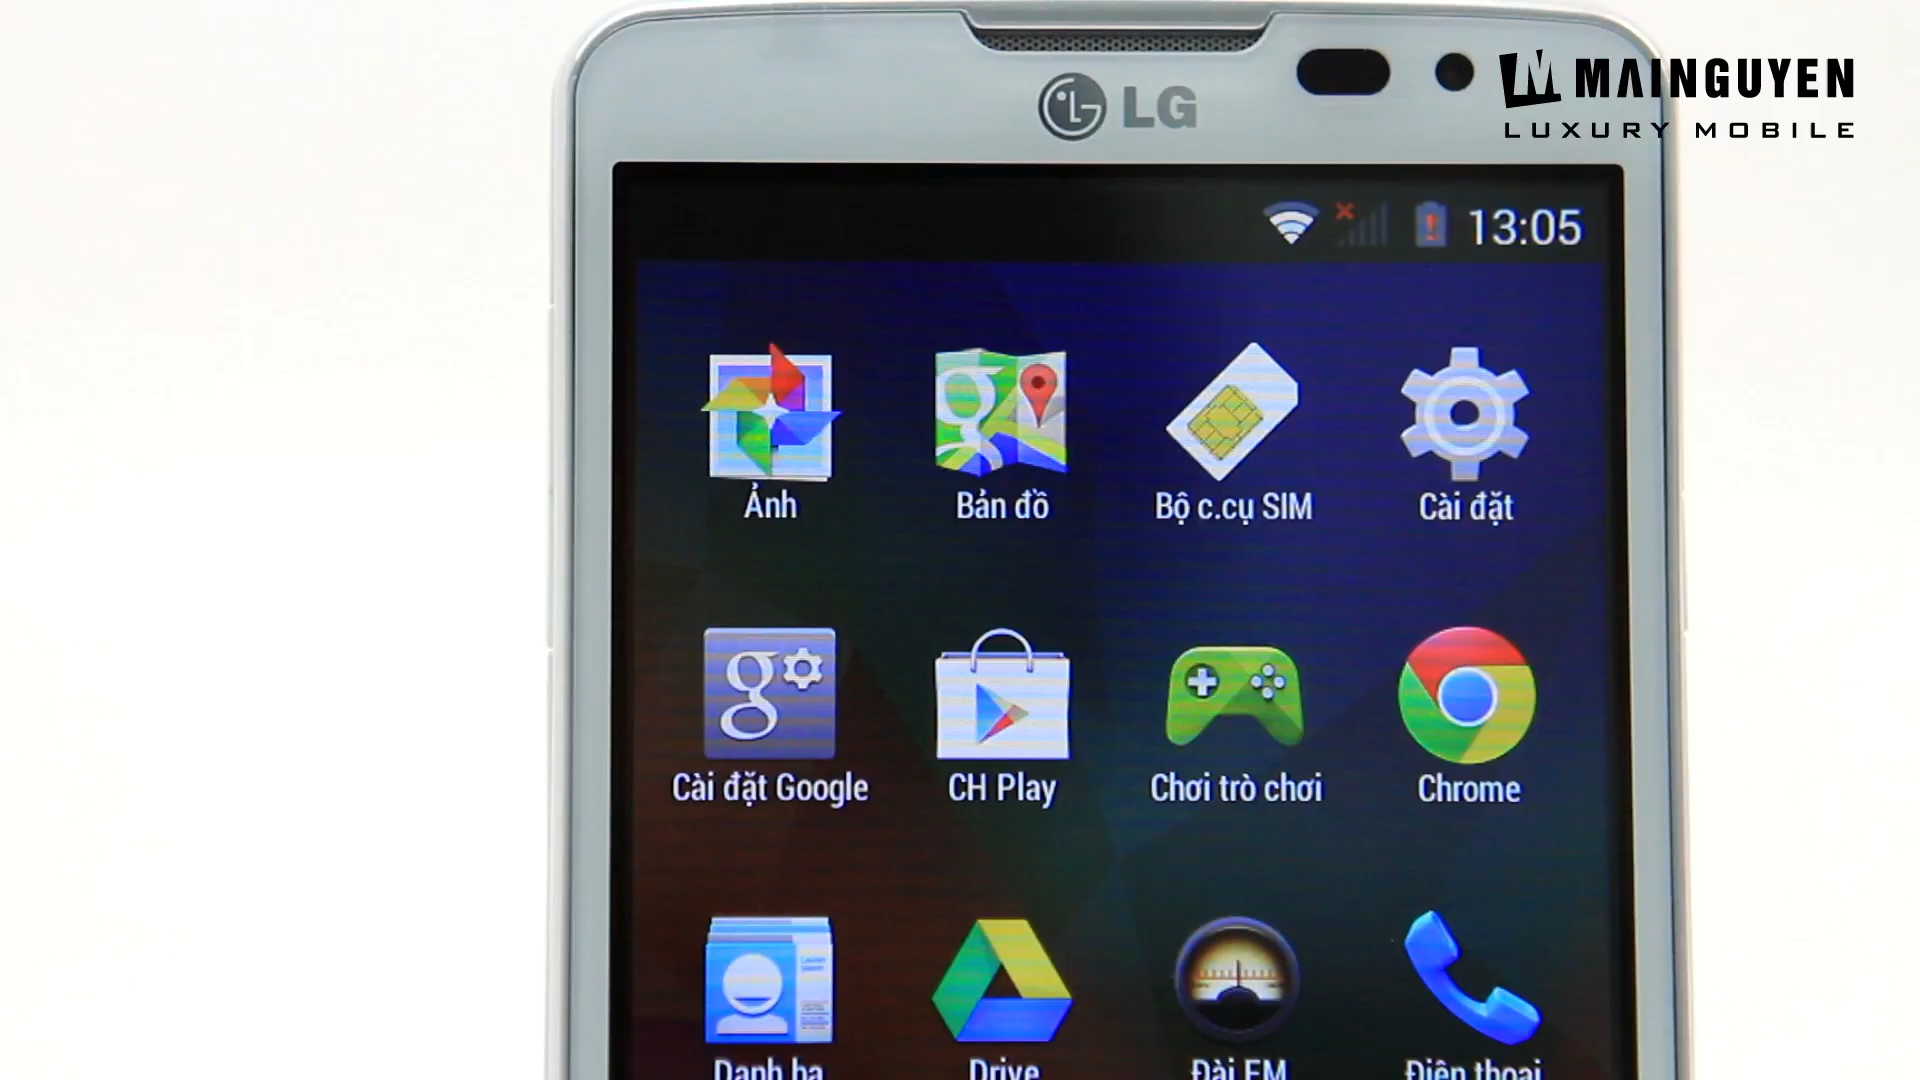 LG
MAINGUYEN
LUXURY MOBILE
13:05
Ảnh
Bản đồ
Bộ c.cụ SIM
Cài đặt
Cài đặt Google
CH Play
Chơi trò chơi
Chrome
Danh bạ
Drive
Đài FM
Điện thoại